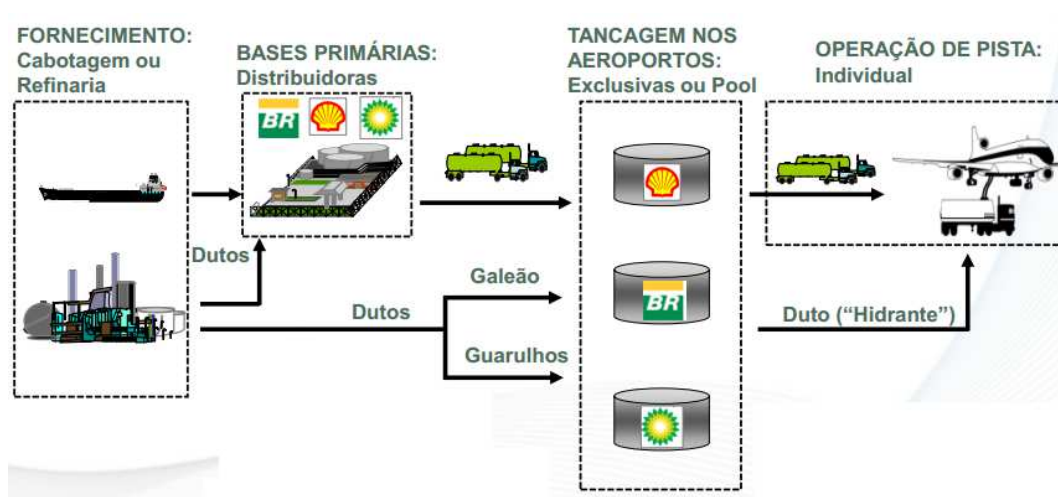 FORNECIMENTO:
Cabotagem ou
Refinaria
BASES PRIMÁRIAS:
Distribuidoras
TANCAGEM NOS
AEROPORTOS:
Exclusivas ou Pool
OPERAÇÃO DE PISTA:
Individual
BR
Dutos
Dutos
Galeão
Guarulhos
BR
Duto (“Hidrante”)